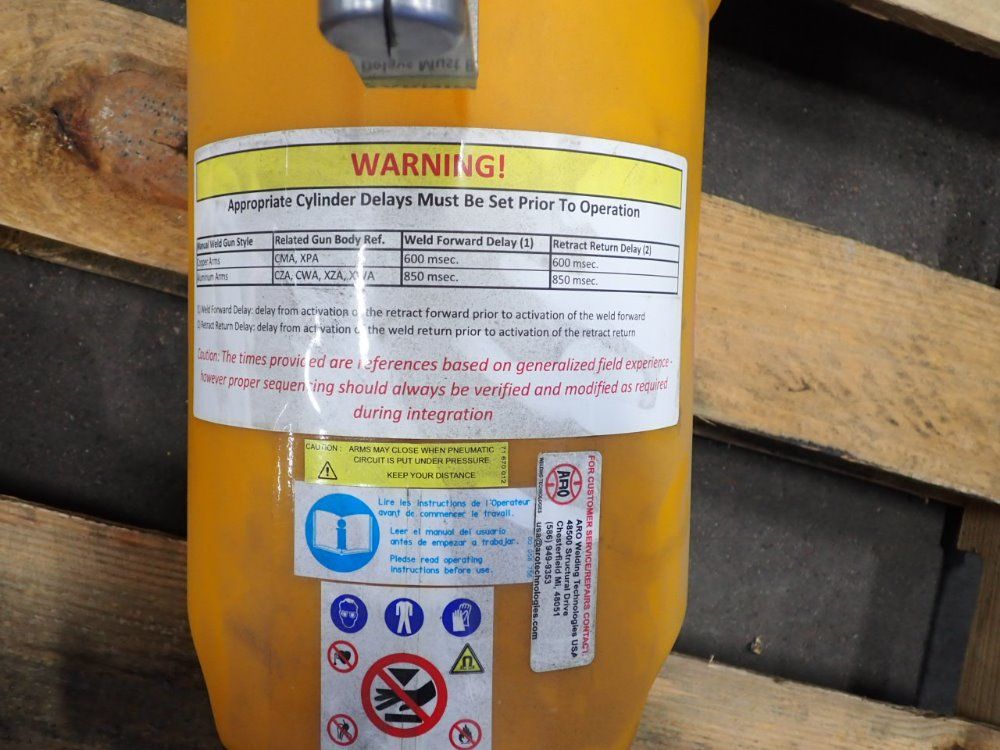 Delays Must B
WARNING!
Appropriate Cylinder Delays Must Be Set Prior To Operation
Manual Weld Gun Style Related Gun Body Ref. Weld Forward Delay (1) Retract Return Delay (2)
Copper Arms CMA, XPA 600 msec. 600 msec.
Aluminum Arms CZA, CWA, XZA, XWA 850 msec. 850 msec.
(1) Weld Forward Delay: delay from activation of the retract forward prior to activation of the weld forward
(2) Retract Return Delay: delay from activation of the weld return prior to activation of the retract return
Caution: The times provided are references based on generalized field experience -
however proper sequencing should always be verified and modified as required
during integration
CAUTION : ARMS MAY CLOSE WHEN PNEUMATIC
CIRCUIT IS PUT UNDER PRESSURE.
KEEP YOUR DISTANCE
71 670 012
Lire les instructions de l'Operateur
avant de commencer le travail.
Leer el manual del usuario
antes de empezar a trabajar.
Pledse read operating
instructions before use.
FOR CUSTOMER SERVICE/REPAIRS CONTACT:
ARO Welding Technologies USA
48500 Structural Drive
Chesterfield MI, 48051
(586) 949-9353
usa@arotechnologies.com
ARO
WELDING TECHNOLOGIES